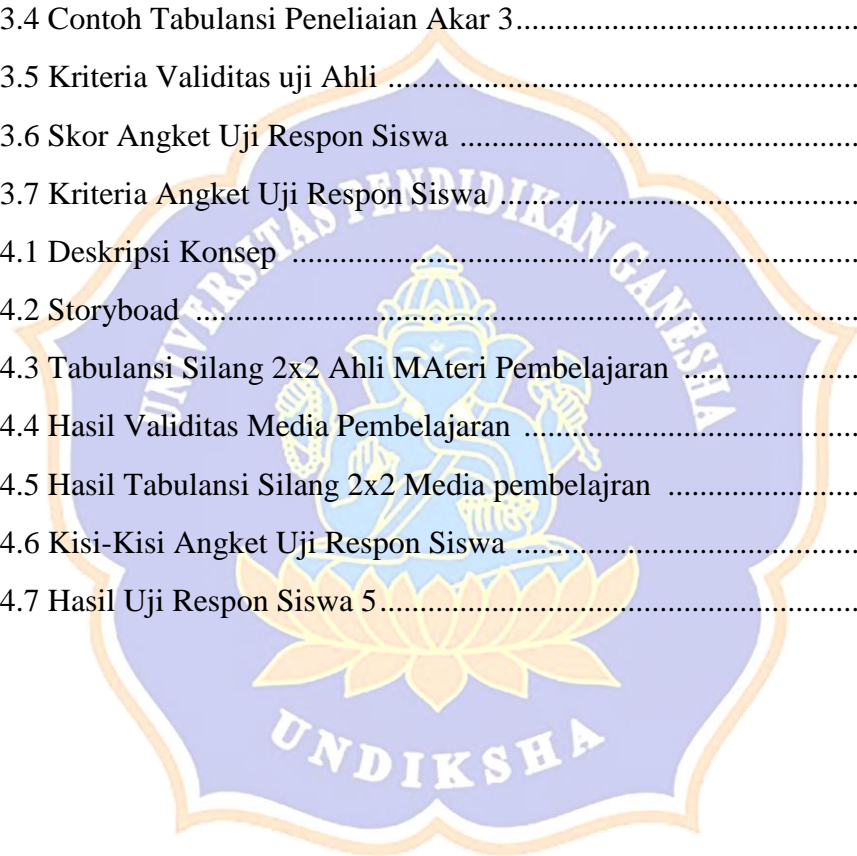 3.4 Contoh Tabulansi Peneliaian Akar 3..........................................
3.5 Kriteria Validitas uji Ahli ..........................................................
3.6 Skor Angket Uji Respon Siswa .................................................
3.7 Kriteria Angket Uji Respon Siswa ............................................
4.1 Deskripsi Konsep ......................................................................
4.2 Storyboad ..................................................................................
4.3 Tabulansi Silang 2x2 Ahli MAteri Pembelajaran ......................
4.4 Hasil Validitas Media Pembelajaran .........................................
4.5 Hasil Tabulansi Silang 2x2 Media pembelajran ........................
4.6 Kisi-Kisi Angket Uji Respon Siswa ..........................................
4.7 Hasil Uji Respon Siswa 5...........................................................
UNIVERSITAS PENDIDIKAN GANESHA
UNDIKSHA